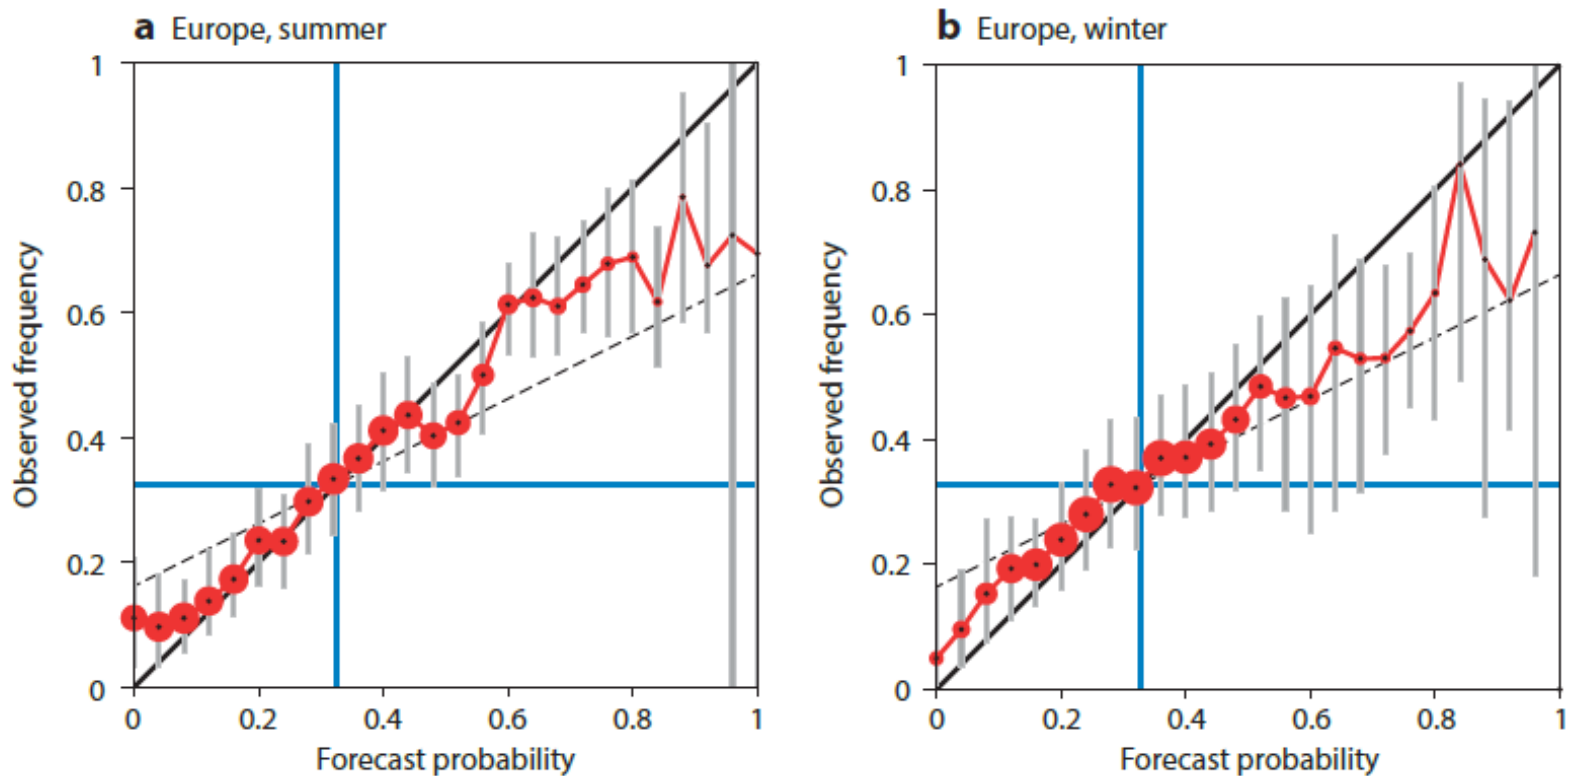 a Europe, summer
1
0.8
0.6
0.4
0.2
0
0 0.2 0.4 0.6 0.8 1
Observed frequency
Forecast probability
b Europe, winter
1
0.8
0.6
0.4
0.2
0
0 0.2 0.4 0.6 0.8 1
Observed frequency
Forecast probability